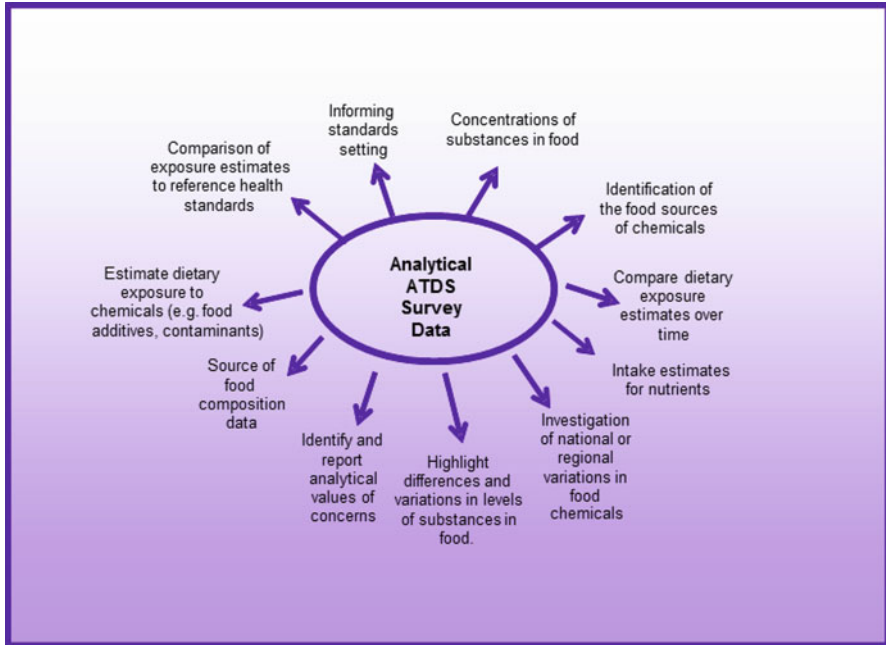 Informing
standards
setting
Concentrations of
substances in food
Comparison of
exposure estimates
to reference health
standards
Identification of
the food sources
of chemicals
Analytical
ATDS
Survey
Data
Estimate dietary
exposure to
chemicals (e.g. food
additives, contaminants)
Compare dietary
exposure
estimates over
time
Source of
food
composition
data
Intake estimates
for nutrients
Identify and
report
analytical
values of
concerns
Highlight
differences and
variations in levels
of substances in
food.
Investigation
of national or
regional
variations in
food
chemicals